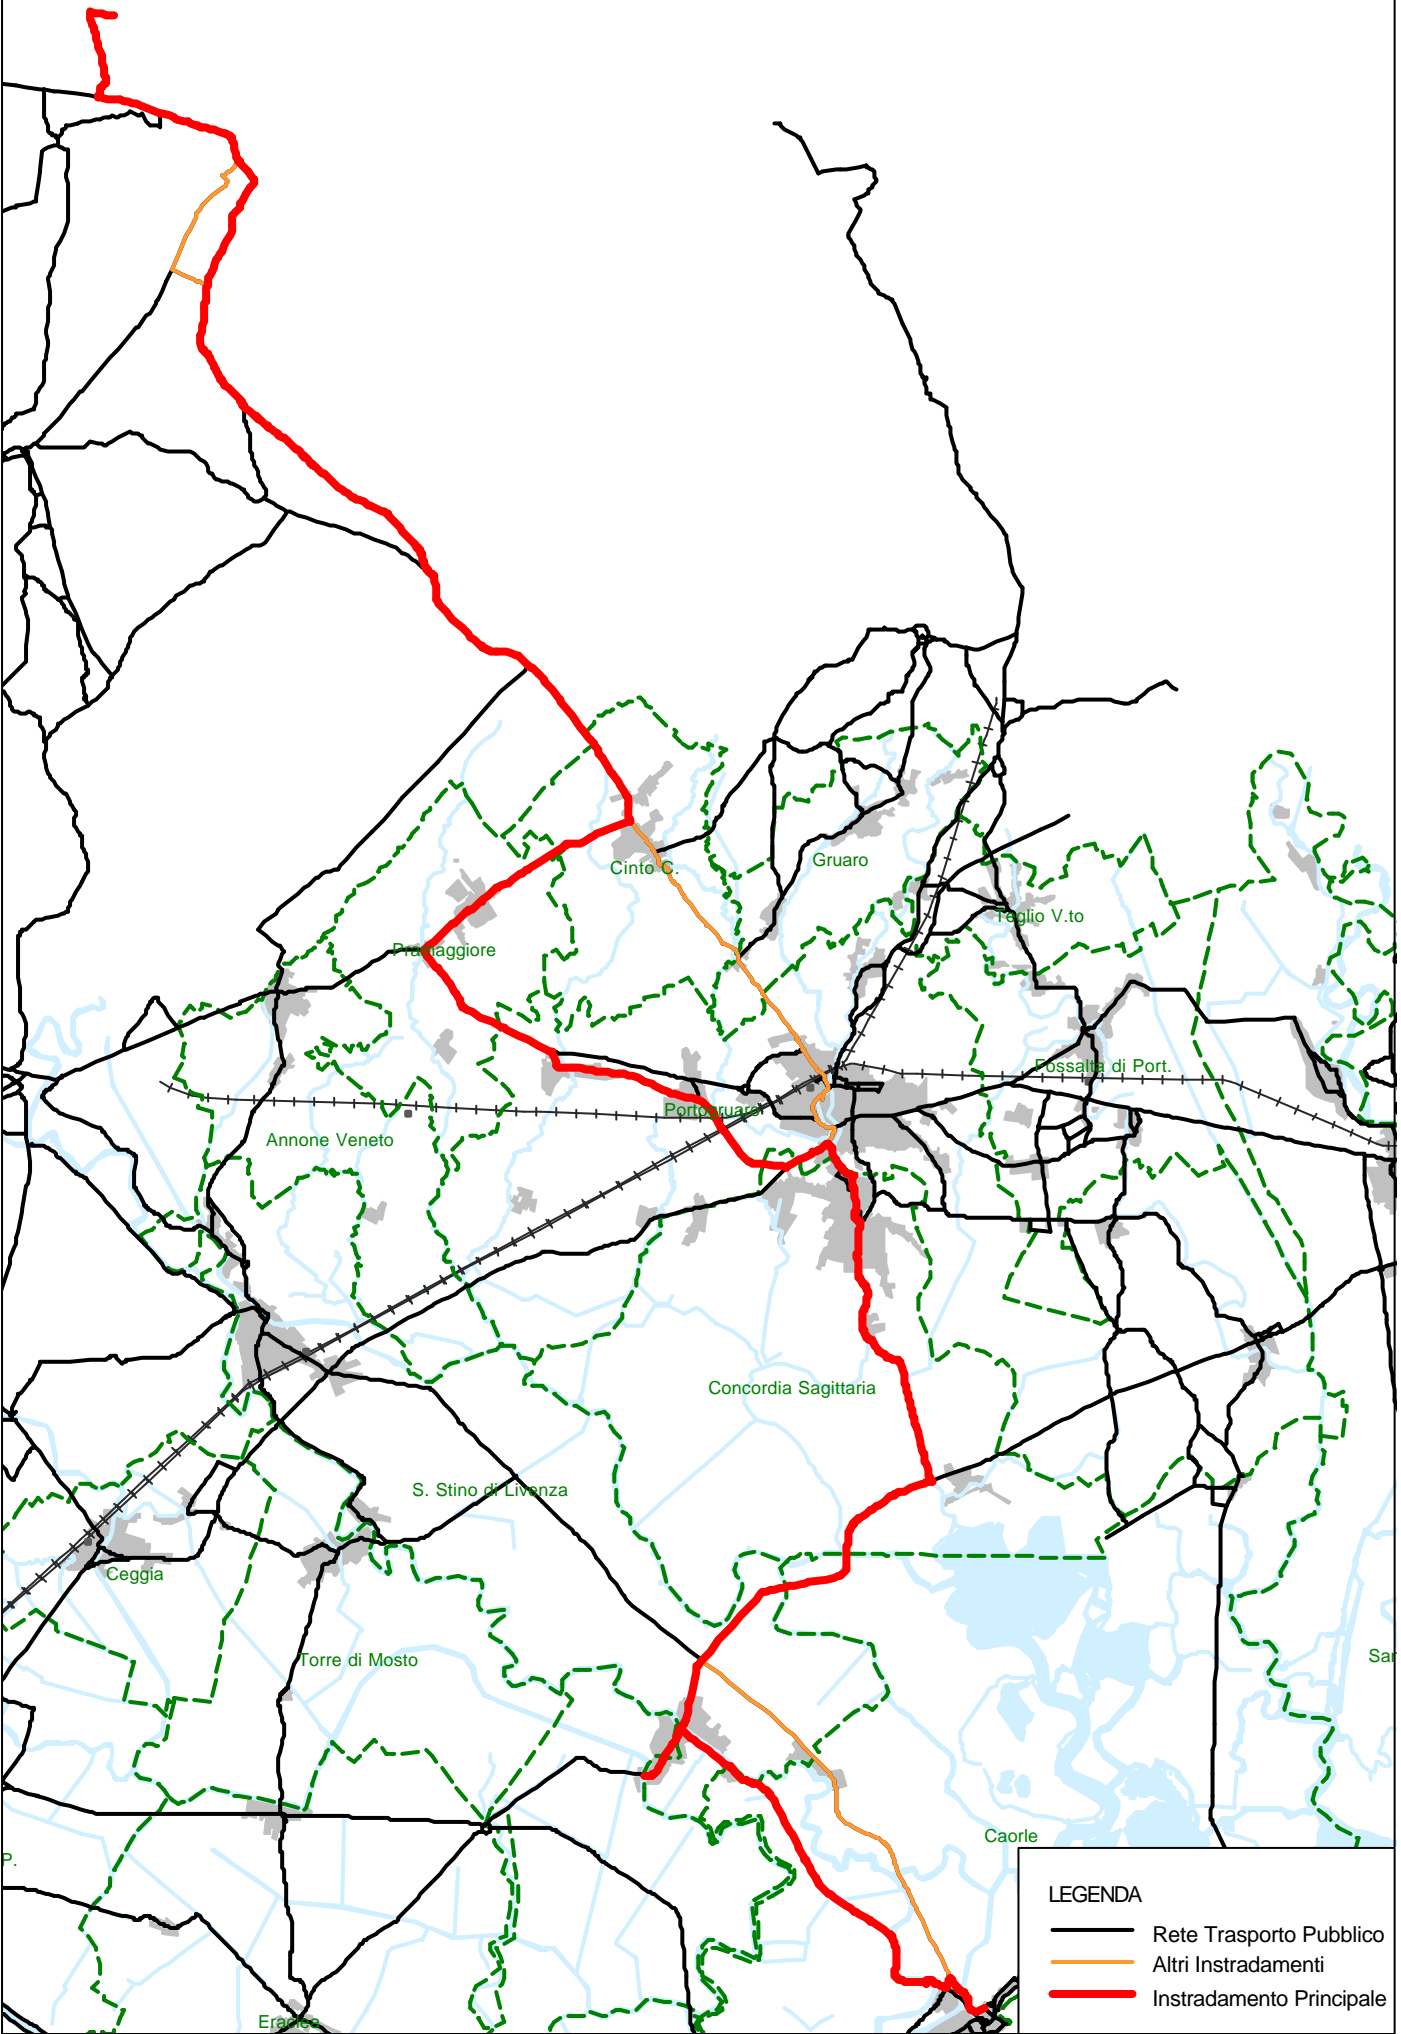 Cinto C.
Gruaro
Teglio V.to
Pramaggiore
Fossalta di Port.
Portogruaro
Annone Veneto
Concordia Sagittaria
S. Stino di Livenza
Ceggia
Torre di Mosto
San
Caorle
P.
Eraclea
LEGENDA
Rete Trasporto Pubblico
Altri Instradamenti
Instradamento Principale